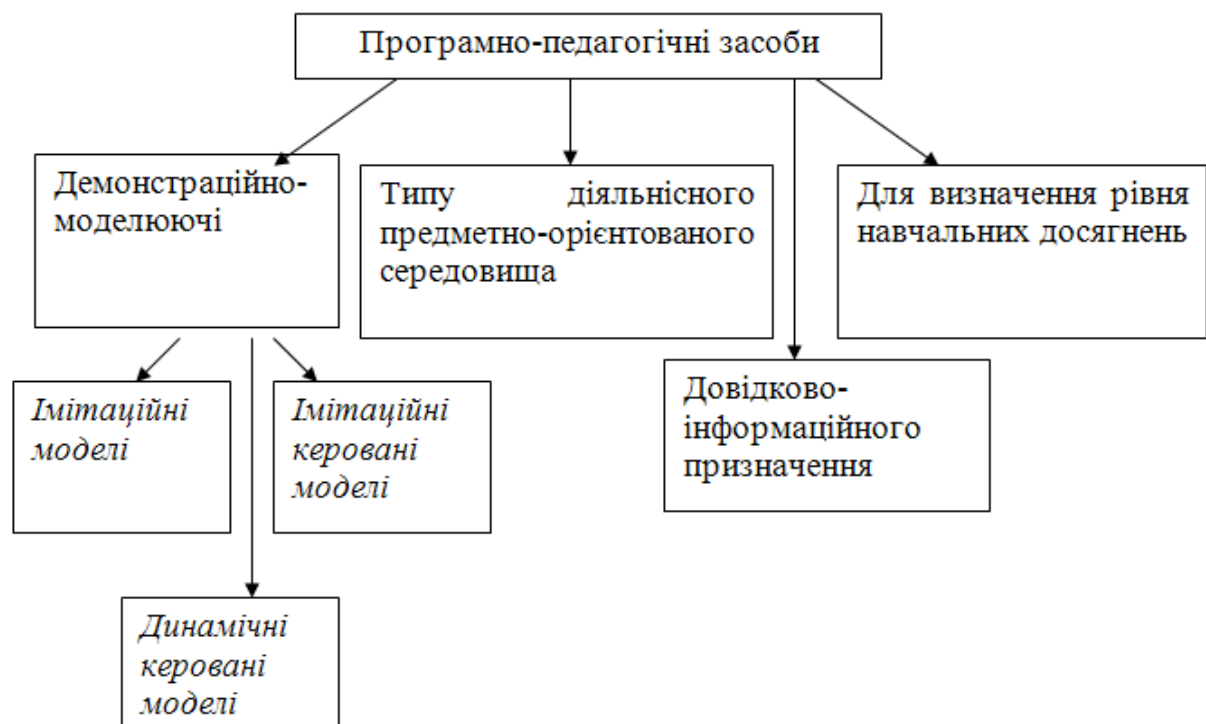 Програмно-педагогічні засоби
Демонстраційно-
моделюючі
Типу діяльнісного
предметно-орієнтованого
середовища
Для визначення рівня
навчальних досягнень
Довідково-
інформаційного
призначення
Імітаційні
моделі
Імітаційні
керовані
моделі
Динамічні
керовані
моделі